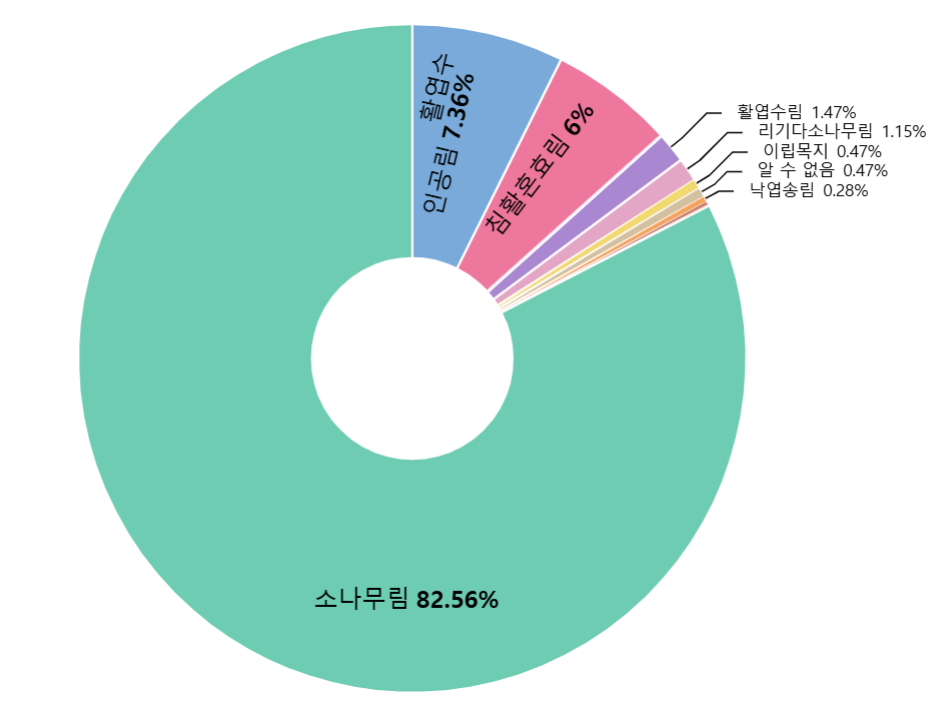 활엽수
인공림 7.36%
침활혼효림 6%
활엽수림 1.47%
리기다소나무림 1.15%
이립목지 0.47%
알 수 없음 0.47%
낙엽송림 0.28%
소나무림 82.56%